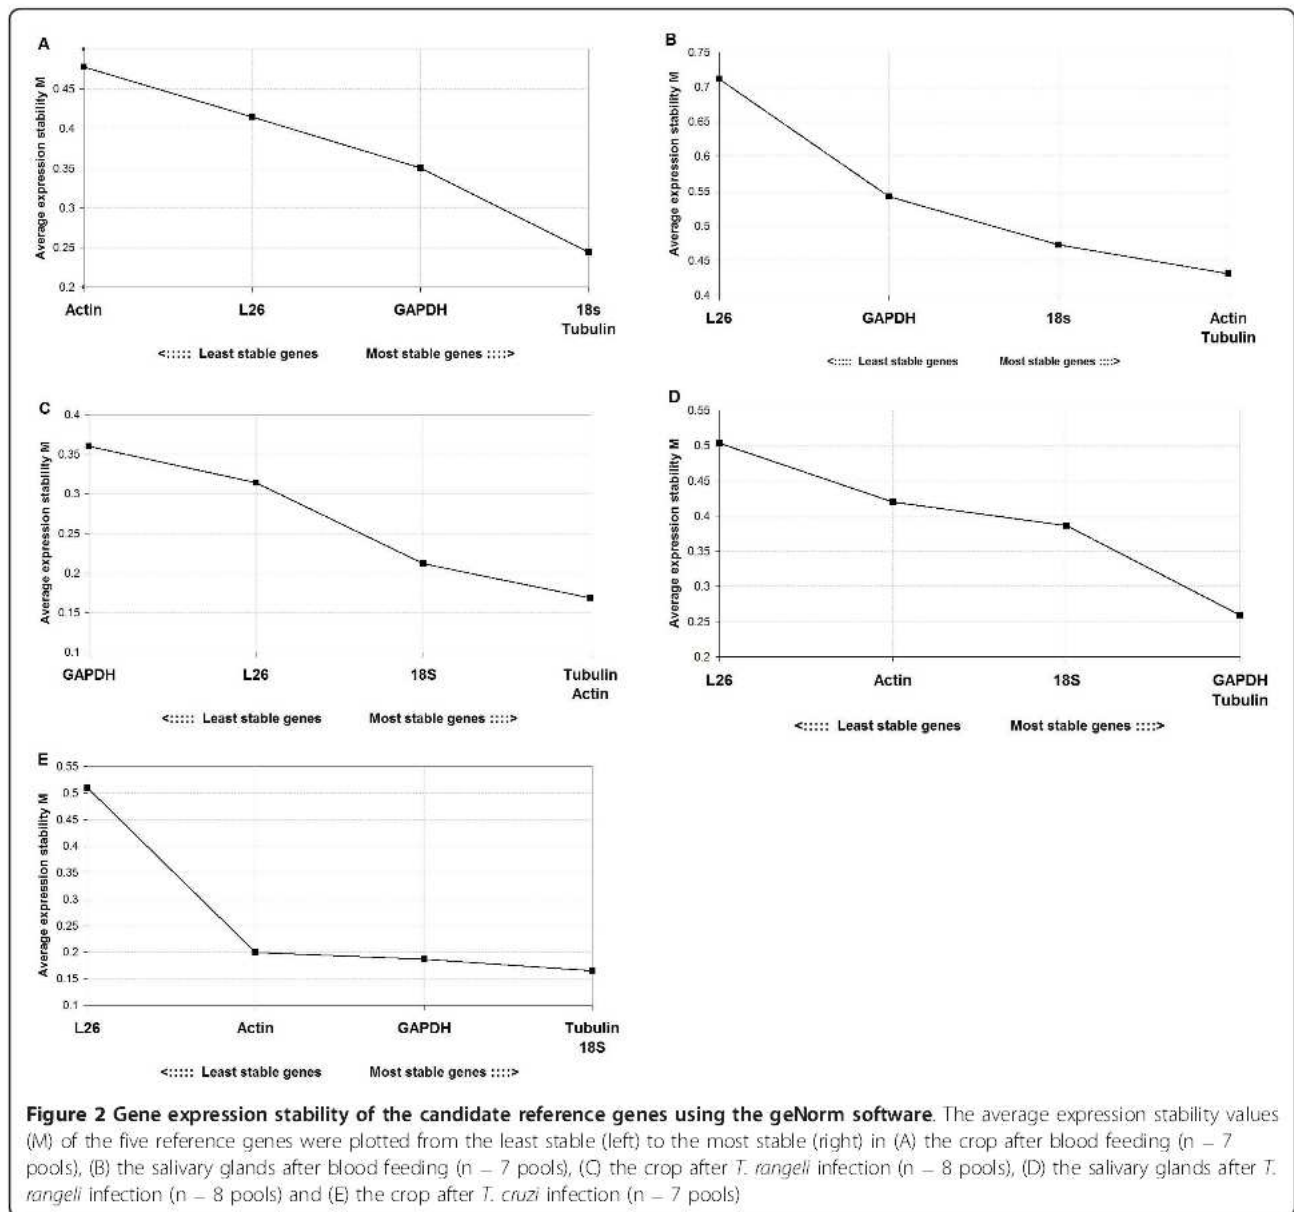 A
Average expression stability M
0.45
0.4
0.35
0.3
0.25
0.2
Actin L26 GAPDH 18s
Tubulin
<::::: Least stable genes Most stable genes ::::>
B
Average expression stability M
0.75
0.7
0.65
0.6
0.55
0.5
0.45
0.4
L26 GAPDH 18s Actin
Tubulin
<::::: Least stable genes Most stable genes ::::>
C
Average expression stability M
0.4
0.35
0.3
0.25
0.2
0.15
0.1
GAPDH L26 18S Tubulin
Actin
<::::: Least stable genes Most stable genes ::::>
D
Average expression stability M
0.55
0.5
0.45
0.4
0.35
0.3
0.25
0.2
L26 Actin 18S GAPDH
Tubulin
<::::: Least stable genes Most stable genes ::::>
E
Average expression stability M
0.55
0.5
0.45
0.4
0.35
0.3
0.25
0.2
0.15
0.1
L26 Actin GAPDH Tubulin
18S
<::::: Least stable genes Most stable genes ::::>
Figure 2 Gene expression stability of the candidate reference genes using the geNorm software. The average expression stability values
(M) of the five reference genes were plotted from the least stable (left) to the most stable (right) in (A) the crop after blood feeding (n = 7
pools), (B) the salivary glands after blood feeding (n = 7 pools), (C) the crop after T. rangeli infection (n = 8 pools), (D) the salivary glands after T.
rangeli infection (n = 8 pools) and (E) the crop after T. cruzi infection (n = 7 pools)